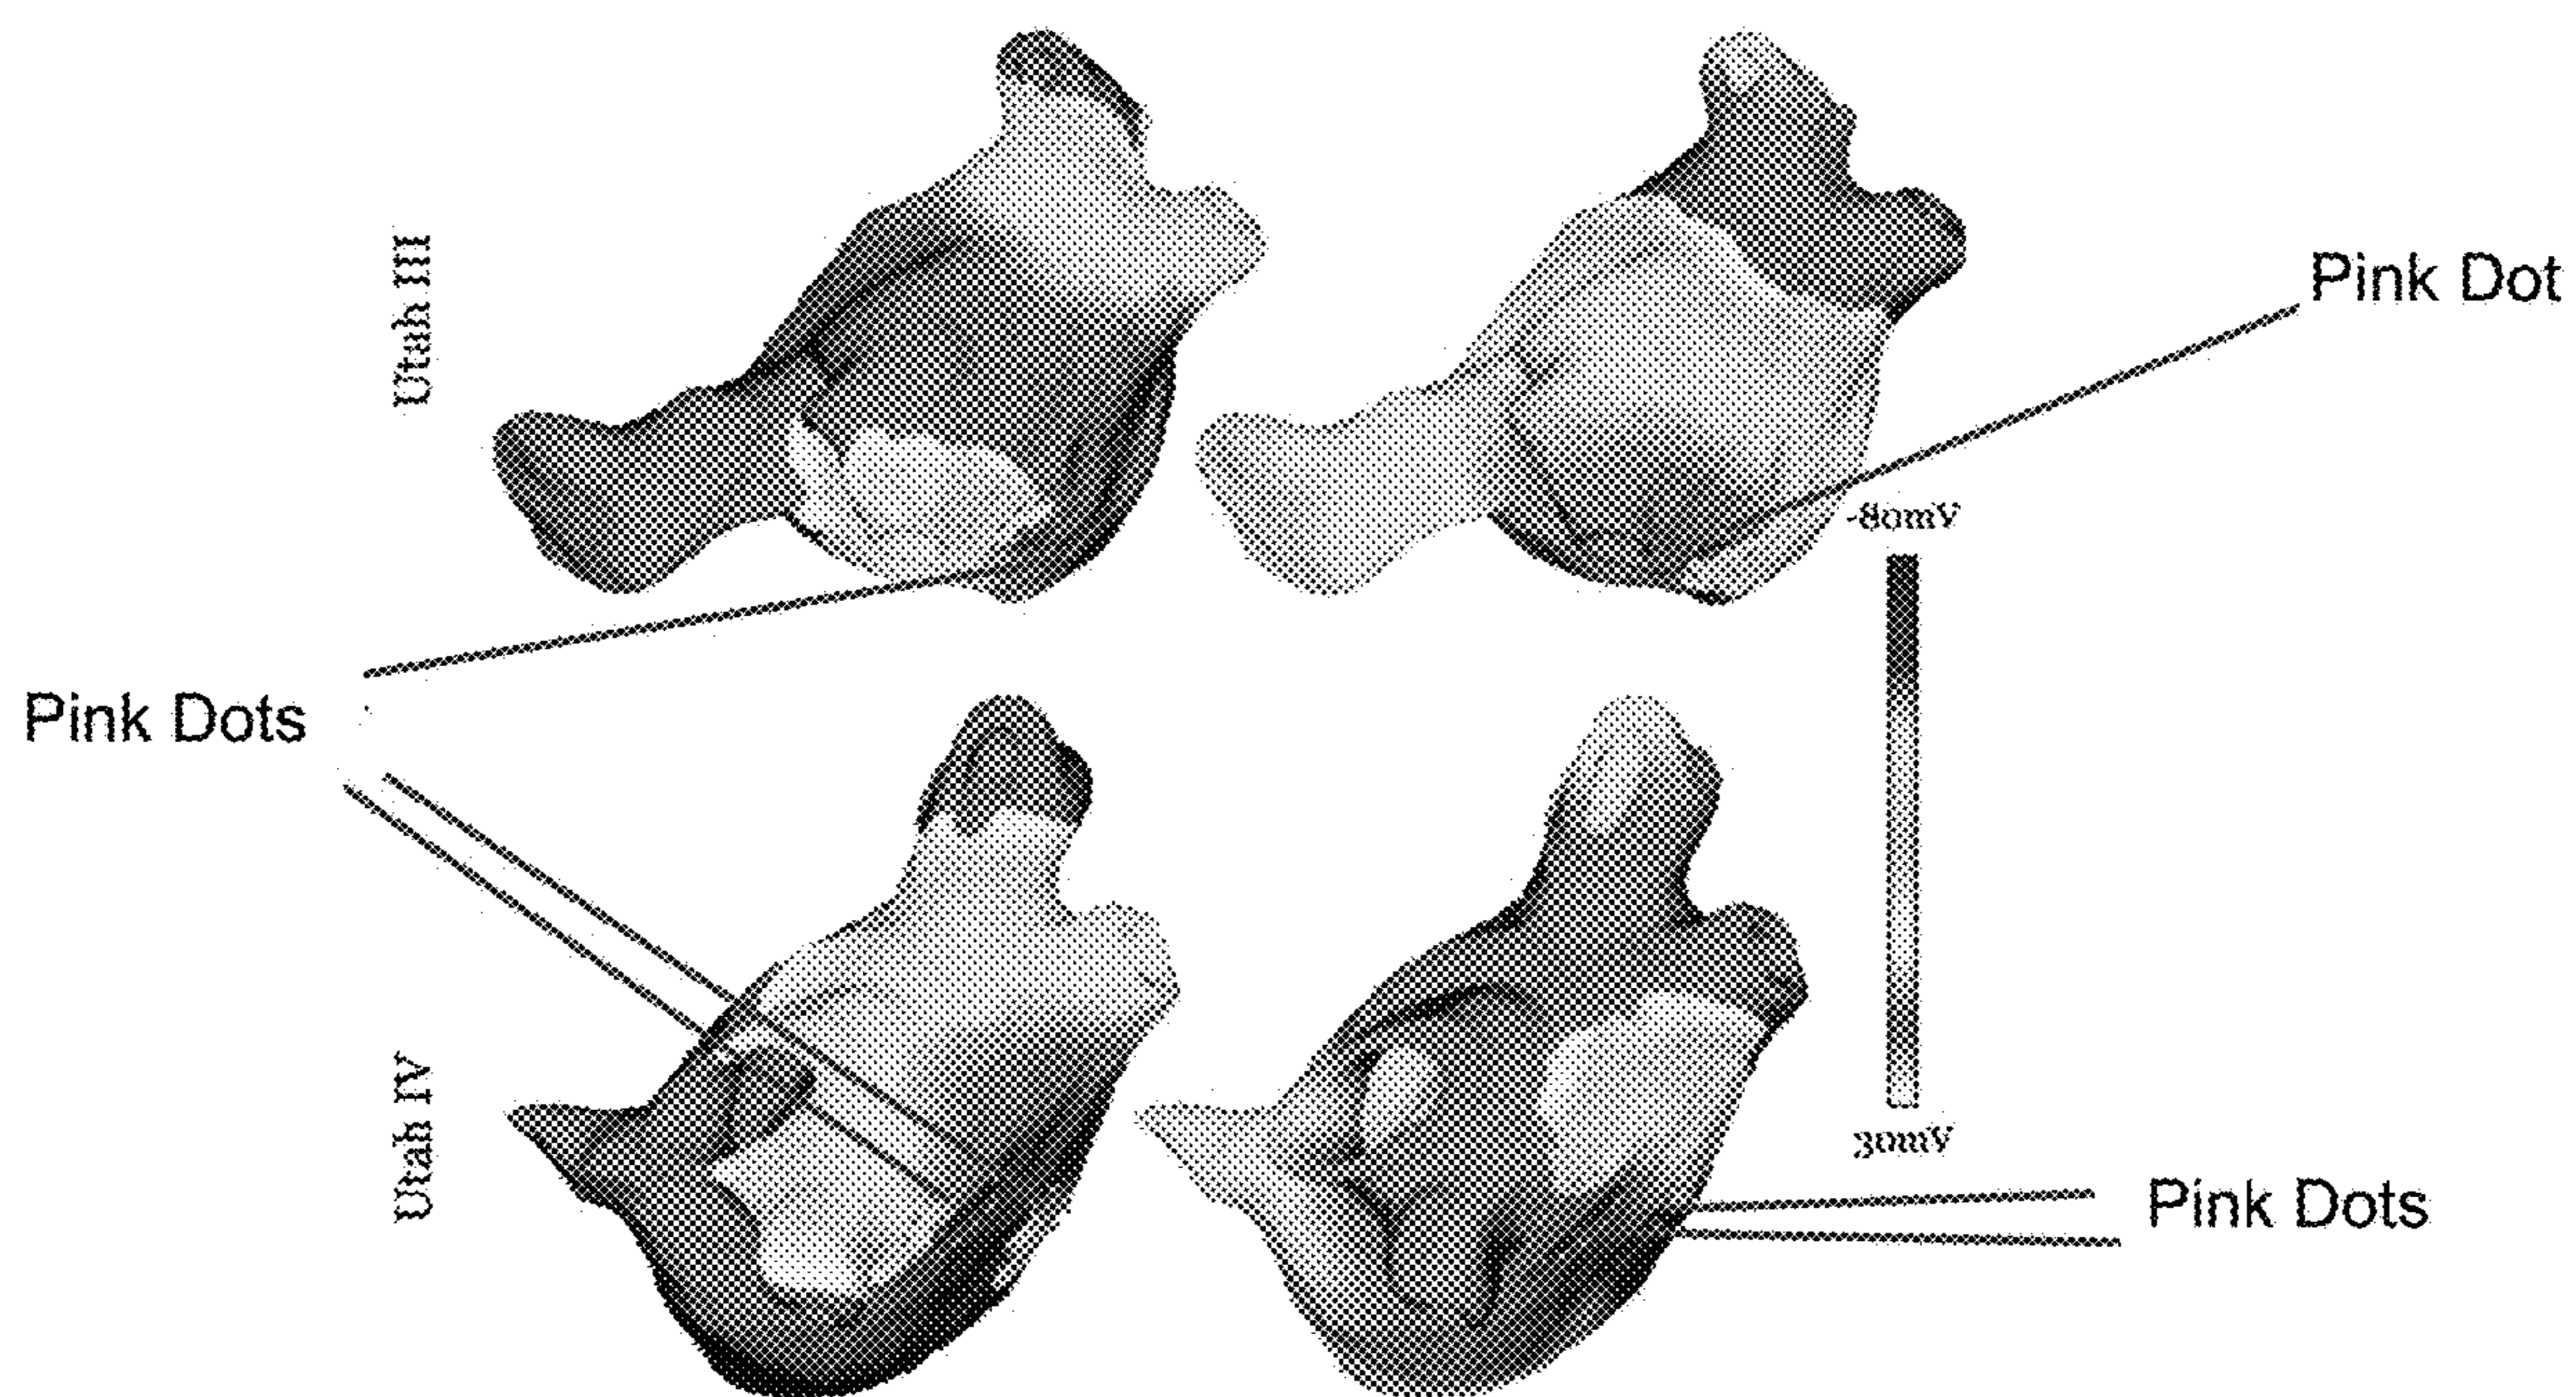 Utah III
Pink Dot
-80mV
Pink Dots
30mV
Utah IV
Pink Dots